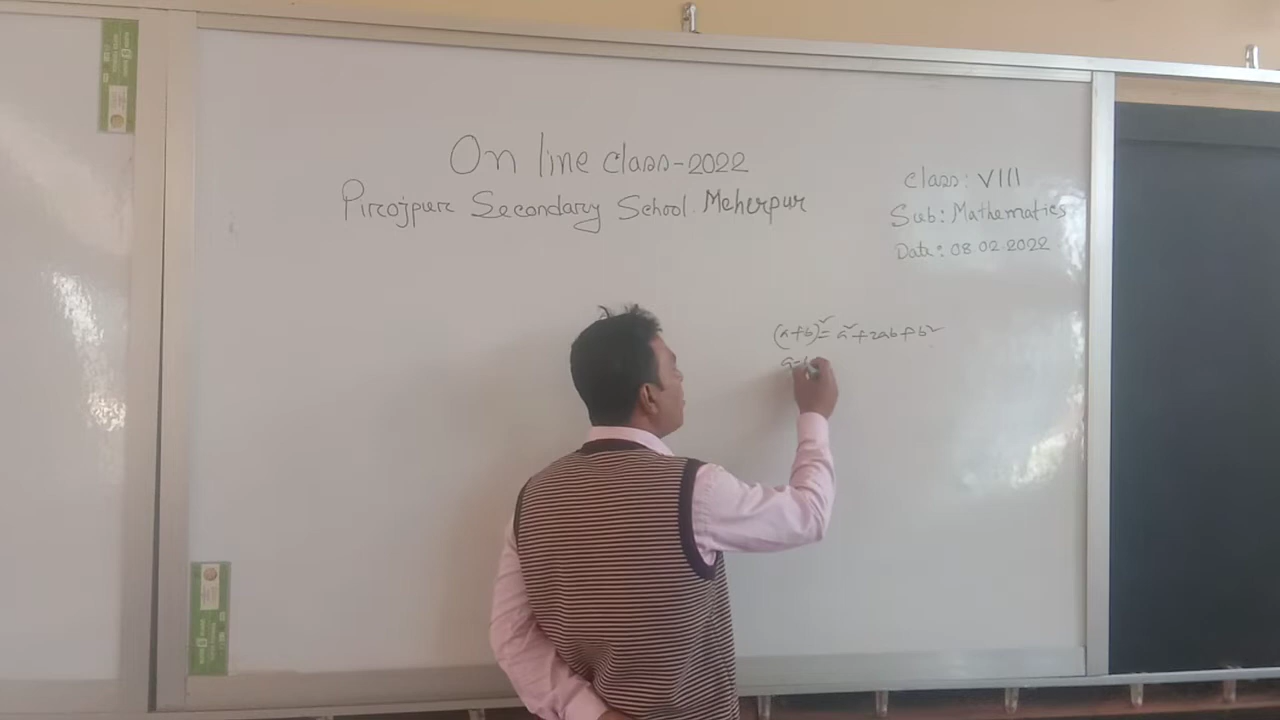 On line class-2022
Pirojpur Secondary School. Meherpur
Class: VIII
Sub: Mathematics
Date: 08.02.2022
(a+b)²= a²+2ab+b²